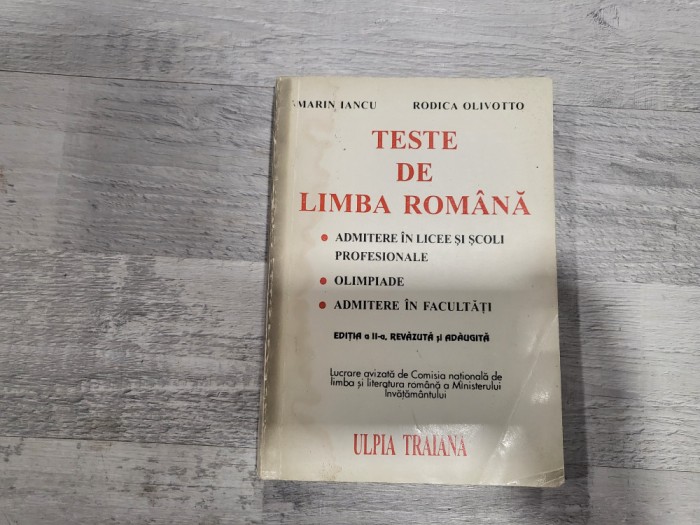 MARIN IANCU RODICA OLIVOTTO
TESTE
DE
LIMBA ROMÂNĂ
• ADMITERE ÎN LICEE ȘI ȘCOLI
PROFESIONALE
• OLIMPIADE
• ADMITERE ÎN FACULTĂȚI
EDIȚIA a II-a, REVĂZUTĂ și ADĂUGITĂ
Lucrare avizată de Comisia națională de
limba și literatura română a Ministerului
Învățământului
ULPIA TRAIANA